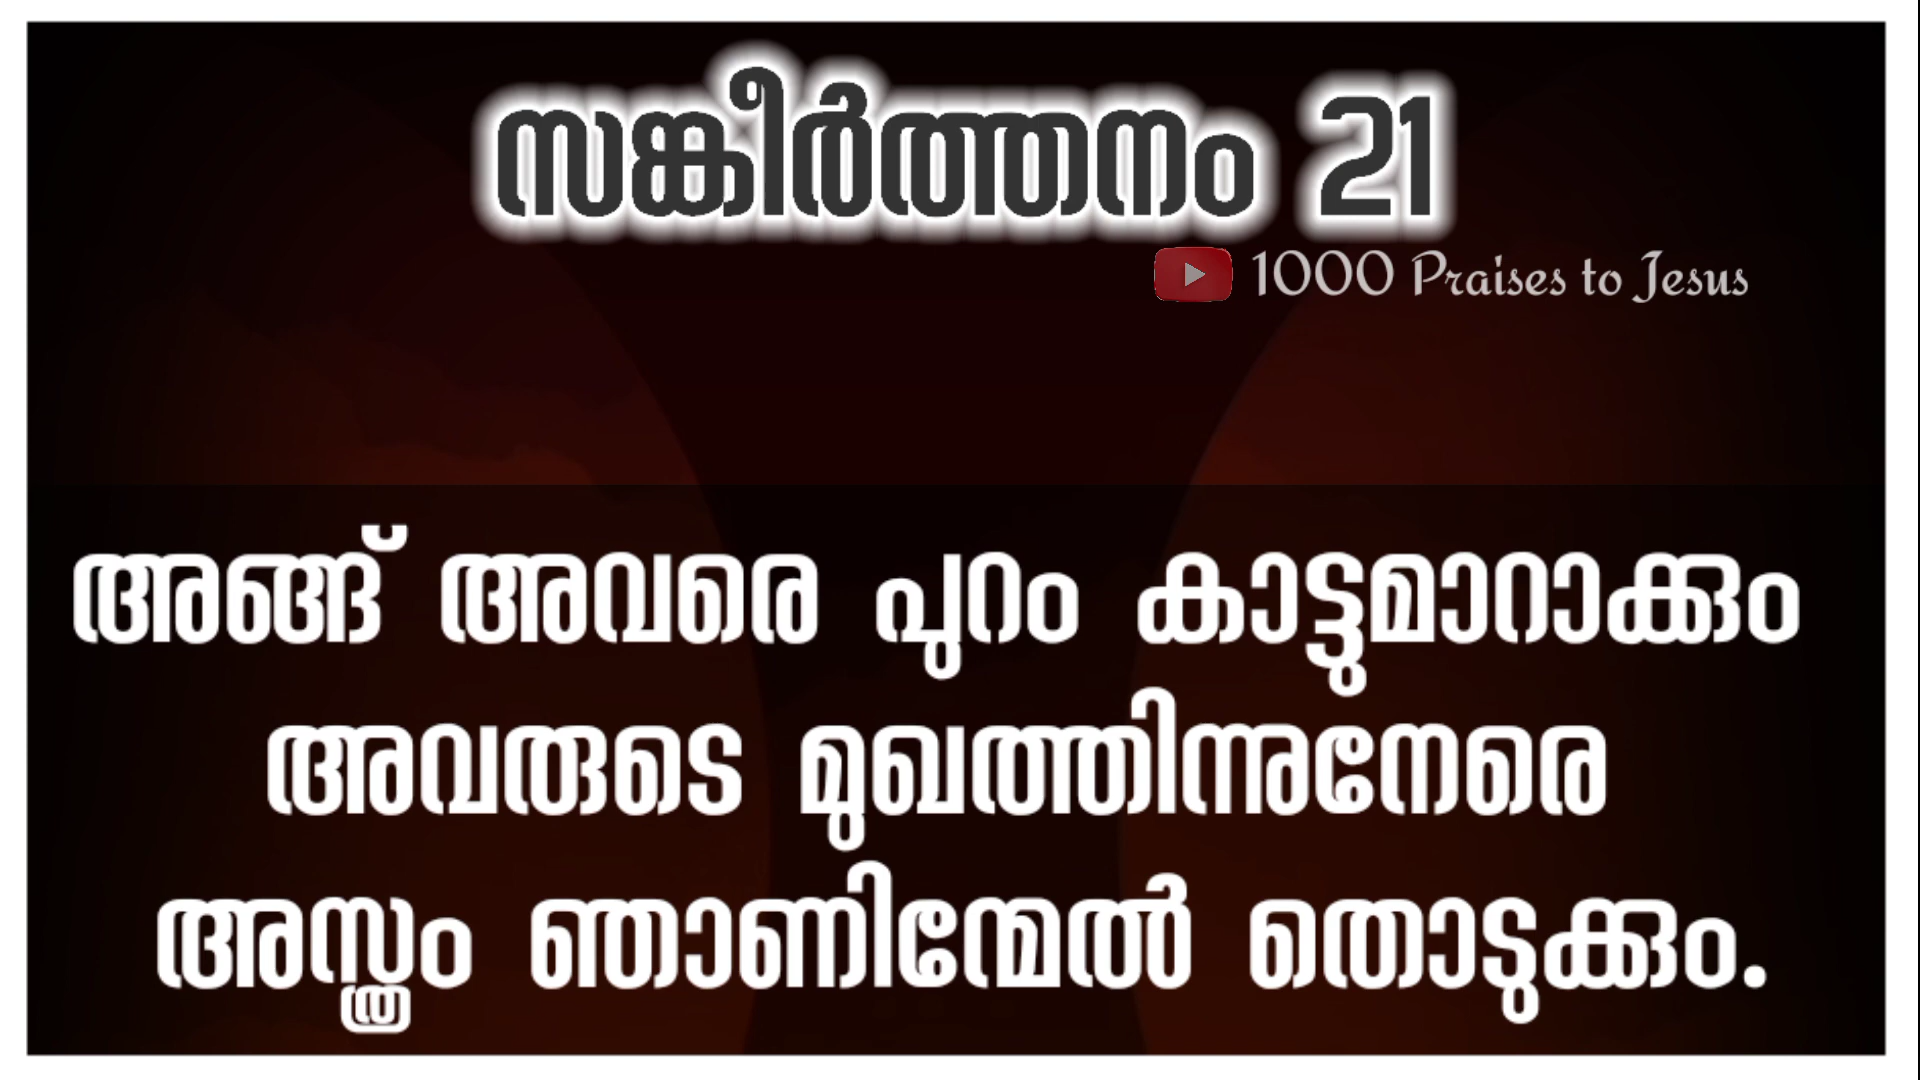 സങ്കീർത്തനം 21
1000 Praises to Jesus
അങ്ങ് അവരെ പുറം കാട്ടുമാറാക്കും
അവരുടെ മുഖത്തിന്നുനേരെ
അസ്ത്രം ഞാണിന്മേൽ തൊടുക്കും.